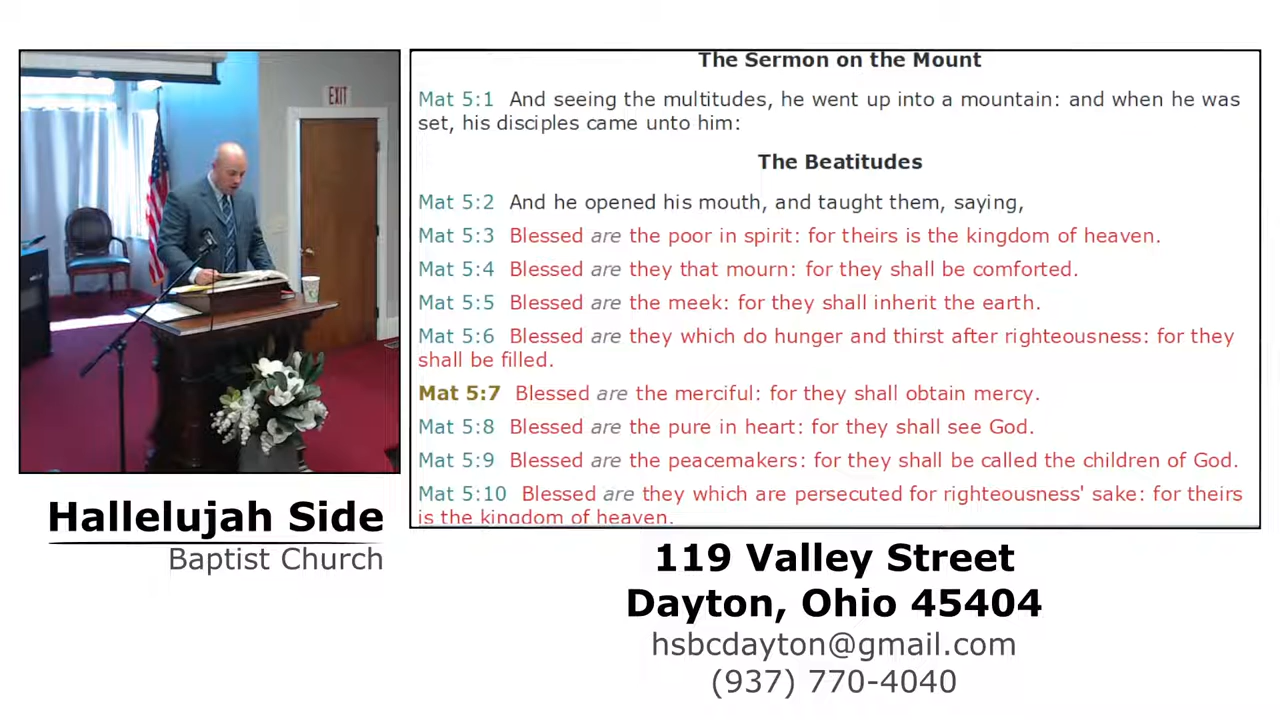 EXIT
Hallelujah Side
Baptist Church
The Sermon on the Mount
Mat 5:1 And seeing the multitudes, he went up into a mountain: and when he was
set, his disciples came unto him:
The Beatitudes
Mat 5:2 And he opened his mouth, and taught them, saying,
Mat 5:3 Blessed are the poor in spirit: for theirs is the kingdom of heaven.
Mat 5:4 Blessed are they that mourn: for they shall be comforted.
Mat 5:5 Blessed are the meek: for they shall inherit the earth.
Mat 5:6 Blessed are they which do hunger and thirst after righteousness: for they
shall be filled.
Mat 5:7 Blessed are the merciful: for they shall obtain mercy.
Mat 5:8 Blessed are the pure in heart: for they shall see God.
Mat 5:9 Blessed are the peacemakers: for they shall be called the children of God.
Mat 5:10 Blessed are they which are persecuted for righteousness' sake: for theirs
is the kingdom of heaven.
119 Valley Street
Dayton, Ohio 45404
hsbcdayton@gmail.com
(937) 770-4040